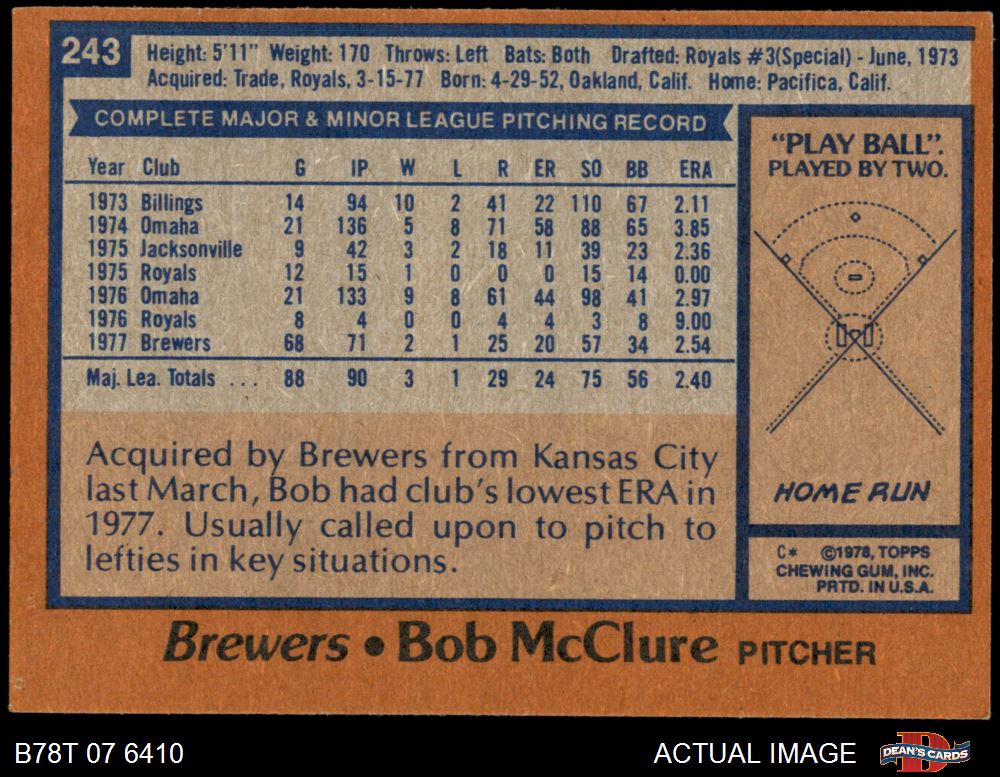 243
Height: 5'11" Weight: 170 Throws: Left Bats: Both Drafted: Royals #3(Special) - June, 1973
Acquired: Trade, Royals, 3-15-77 Born: 4-29-52, Oakland, Calif. Home: Pacifica, Calif.
COMPLETE MAJOR & MINOR LEAGUE PITCHING RECORD
Year Club G IP W L R ER SO BB ERA
1973 Billings 14 94 10 2 41 22 110 67 2.11
1974 Omaha 21 136 5 8 71 58 88 65 3.85
1975 Jacksonville 9 42 3 2 18 11 39 23 2.36
1975 Royals 12 15 1 0 0 0 15 14 0.00
1976 Omaha 21 133 9 8 61 44 98 41 2.97
1976 Royals 8 4 0 0 4 4 3 8 9.00
1977 Brewers 68 71 2 1 25 20 57 34 2.54
Maj. Lea. Totals ... 88 90 3 1 29 24 75 56 2.40
Acquired by Brewers from Kansas City
last March, Bob had club's lowest ERA in
1977. Usually called upon to pitch to
lefties in key situations.
"PLAY BALL".
PLAYED BY TWO.
HOME RUN
C* ©1978, TOPPS
CHEWING GUM, INC.
PRTD. IN U.S.A.
Brewers • Bob McClure PITCHER
B78T 07 6410
ACTUAL IMAGE
DEAN'S CARDS